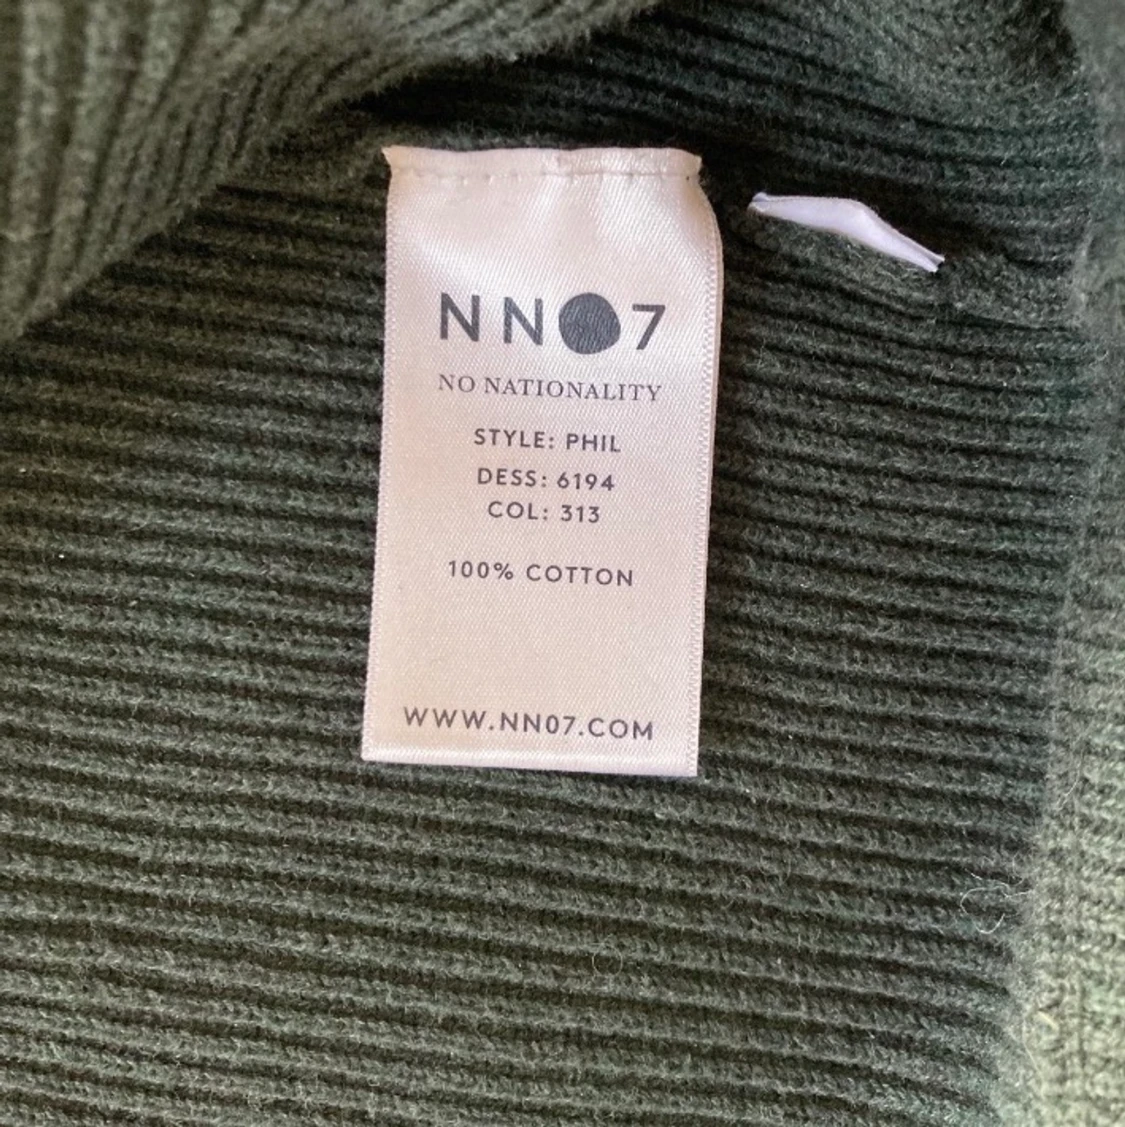 NN07
NO NATIONALITY
STYLE: PHIL
DESS: 6194
COL: 313
100% COTTON
WWW.NN07.COM